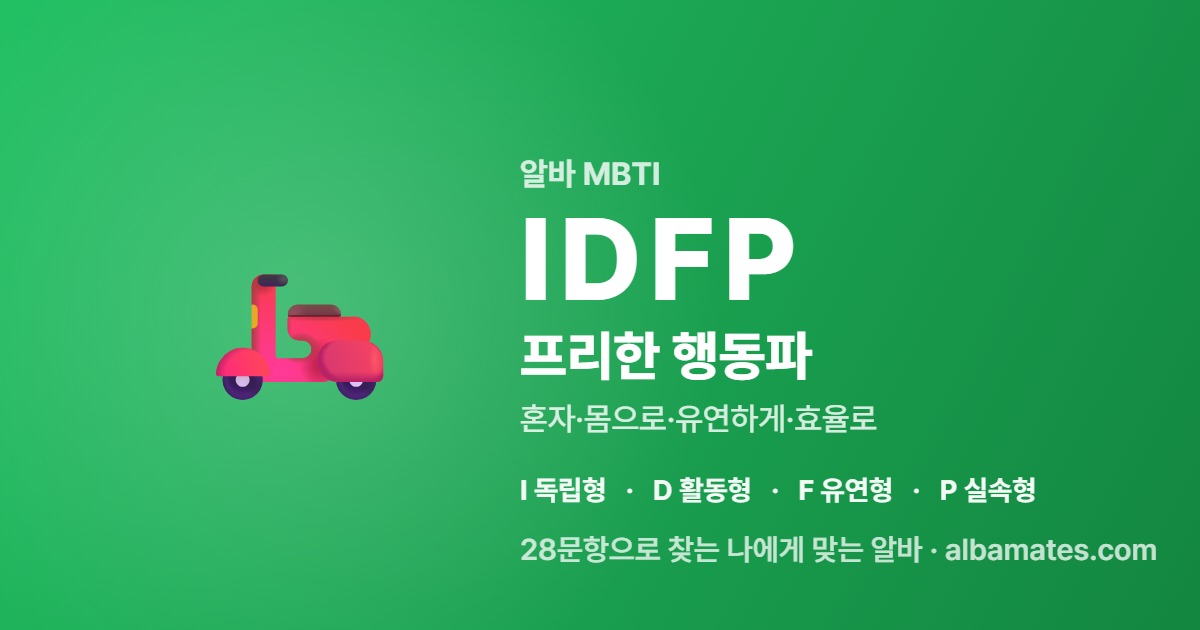 알바 MBTI
IDFP
프리한 행동파
혼자·몸으로·유연하게·효율로
I 독립형 · D 활동형 · F 유연형 · P 실속형
28문항으로 찾는 나에게 맞는 알바 · albamates.com